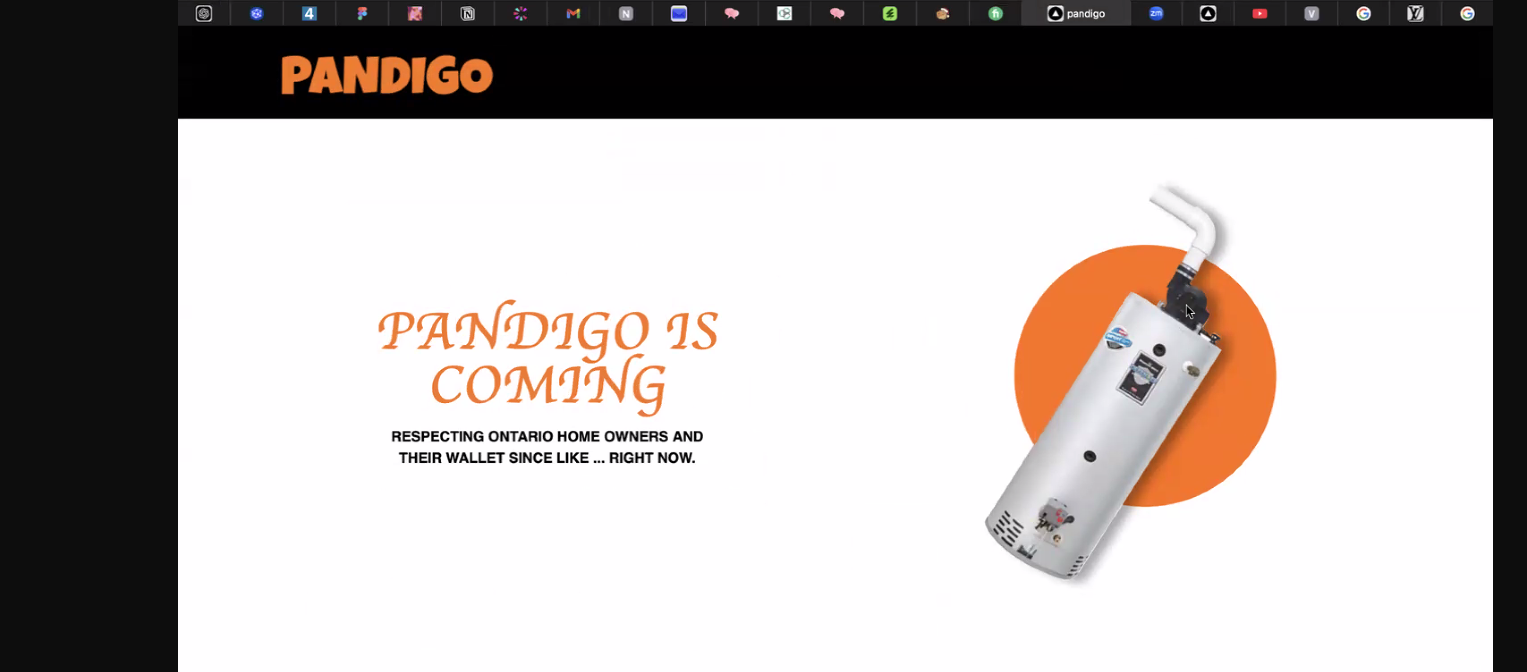 4 N pandigo zm V
PANDIGO
PANDIGO IS
COMING
RESPECTING ONTARIO HOME OWNERS AND
THEIR WALLET SINCE LIKE ... RIGHT NOW.